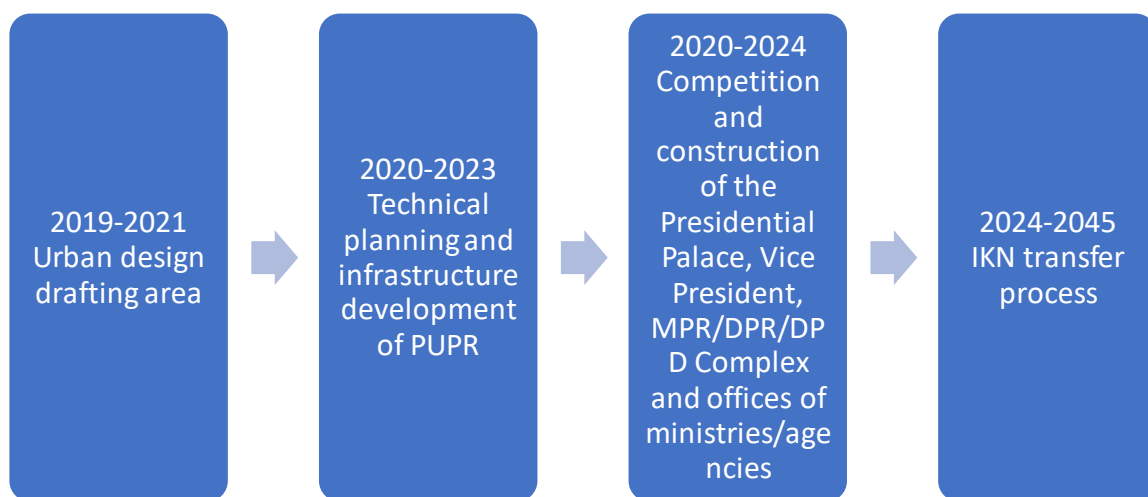 2019-2021
Urban design
drafting area
2020-2023
Technical
planning and
infrastructure
development
of PUPR
2020-2024
Competition
and
construction
of the
Presidential
Palace, Vice
President,
MPR/DPR/DP
D Complex
and offices of
ministries/age
ncies
2024-2045
IKN transfer
process